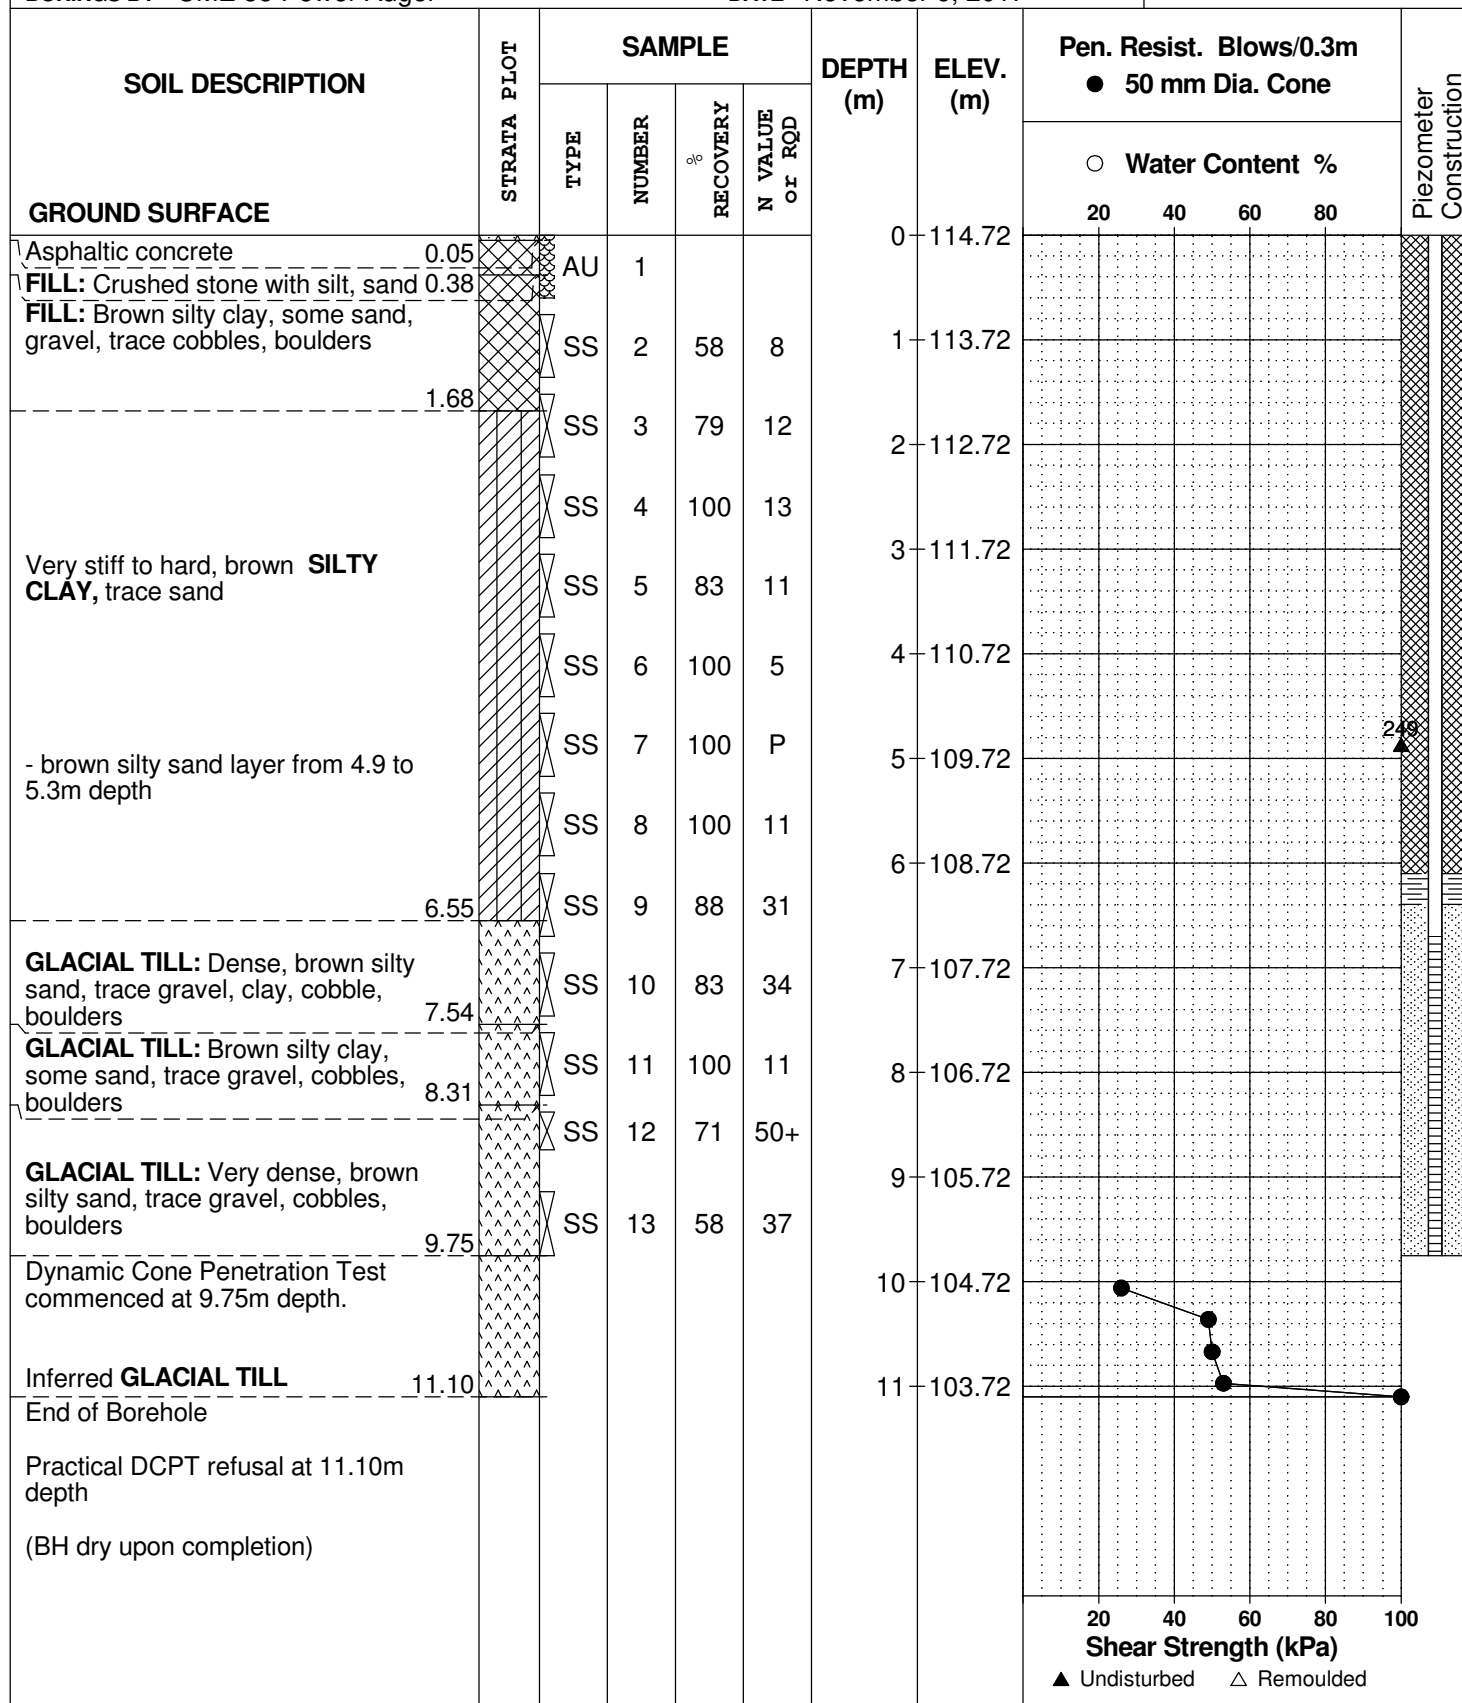 SOIL DESCRIPTION
GROUND SURFACE
STRATA PLOT
SAMPLE
TYPE
NUMBER
% RECOVERY
N VALUE or RQD
DEPTH (m)
ELEV. (m)
Pen. Resist. Blows/0.3m
● 50 mm Dia. Cone
○ Water Content %
20 40 60 80
Piezometer Construction
Asphaltic concrete 0.05
FILL: Crushed stone with silt, sand 0.38
FILL: Brown silty clay, some sand,
gravel, trace cobbles, boulders
1.68
Very stiff to hard, brown SILTY
CLAY, trace sand
- brown silty sand layer from 4.9 to
5.3m depth
6.55
GLACIAL TILL: Dense, brown silty
sand, trace gravel, clay, cobble,
boulders 7.54
GLACIAL TILL: Brown silty clay,
some sand, trace gravel, cobbles,
boulders 8.31
GLACIAL TILL: Very dense, brown
silty sand, trace gravel, cobbles,
boulders 9.75
Dynamic Cone Penetration Test
commenced at 9.75m depth.
Inferred GLACIAL TILL 11.10
End of Borehole
Practical DCPT refusal at 11.10m
depth
(BH dry upon completion)
AU 1
SS 2 58 8
SS 3 79 12
SS 4 100 13
SS 5 83 11
SS 6 100 5
SS 7 100 P
SS 8 100 11
SS 9 88 31
SS 10 83 34
SS 11 100 11
SS 12 71 50+
SS 13 58 37
0 114.72
1 113.72
2 112.72
3 111.72
4 110.72
5 109.72
6 108.72
7 107.72
8 106.72
9 105.72
10 104.72
11 103.72
249
20 40 60 80 100
Shear Strength (kPa)
▲ Undisturbed △ Remoulded